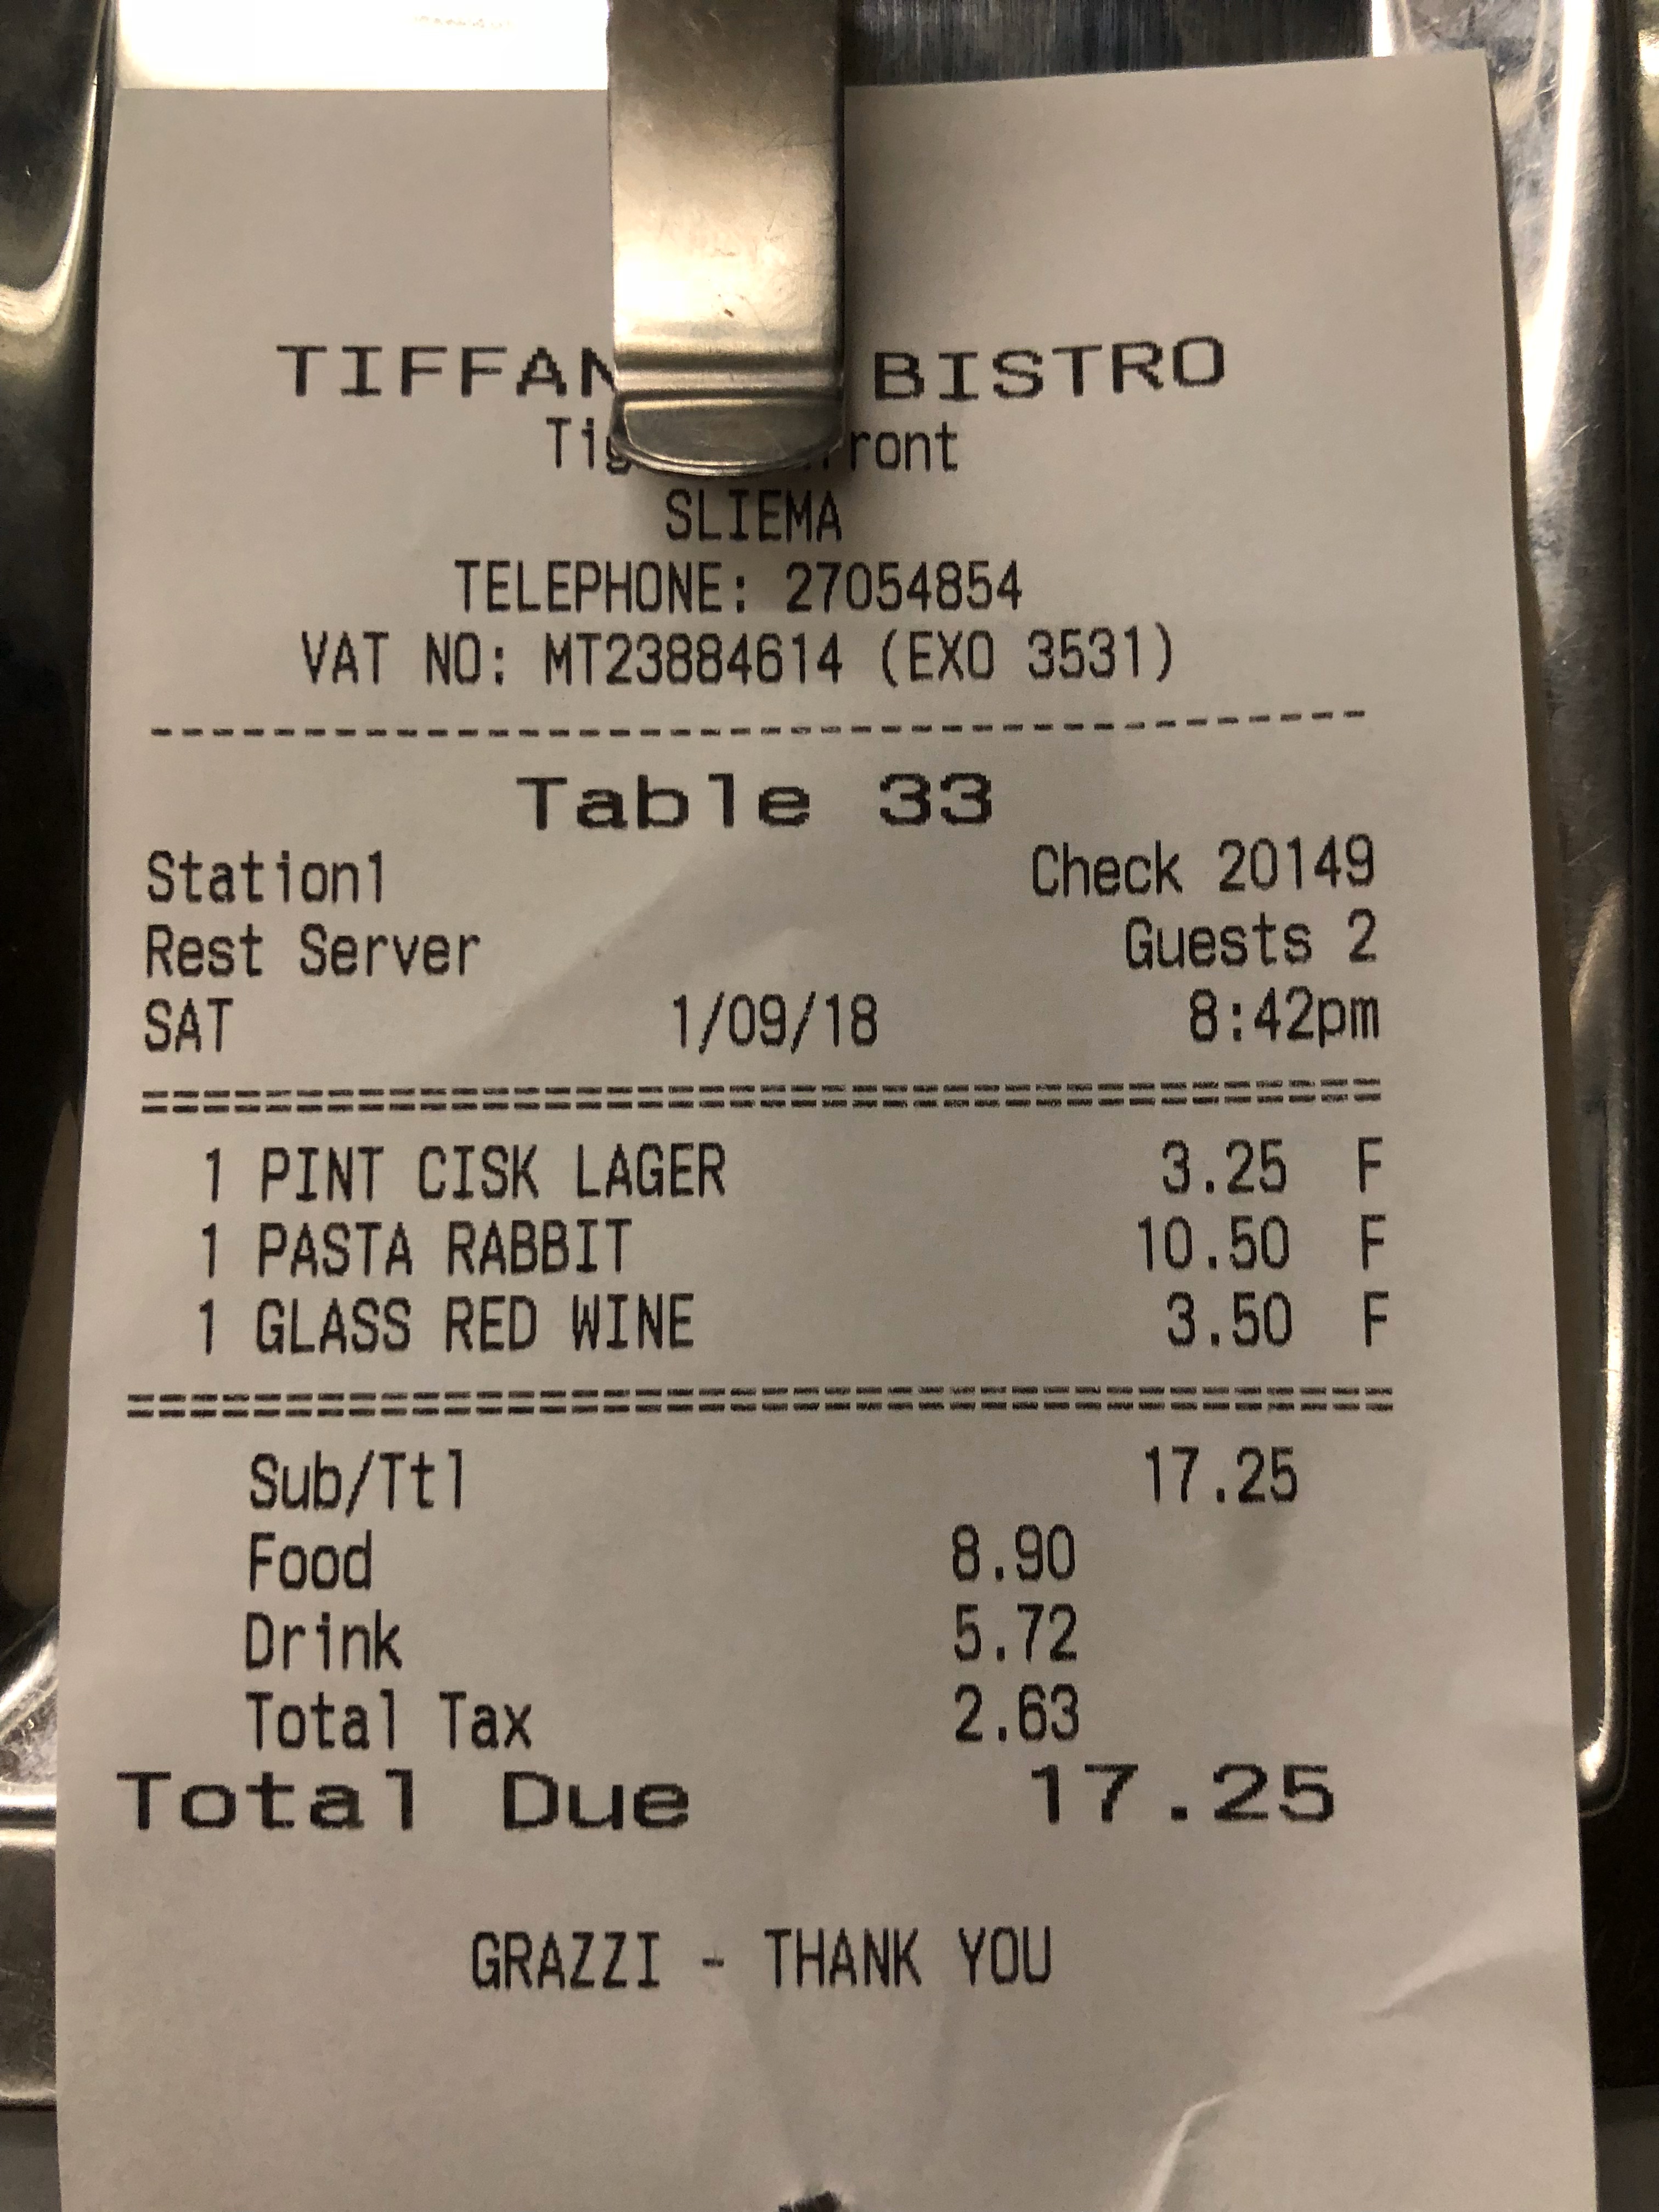 TIFFAN BISTRO
SLIEMA
TELEPHONE: 27054854
VAT NO: MT23884614 (EXO 3531)
Table 33
Station1 Check 20149
Rest Server Guests 2
SAT 1/09/18 8:42pm
1 PINT CISK LAGER 3.25 F
1 PASTA RABBIT 10.50 F
1 GLASS RED WINE 3.50 F
Sub/Ttl 17.25
Food 8.90
Drink 5.72
Total Tax 2.63
Total Due 17.25
GRAZZI - THANK YOU